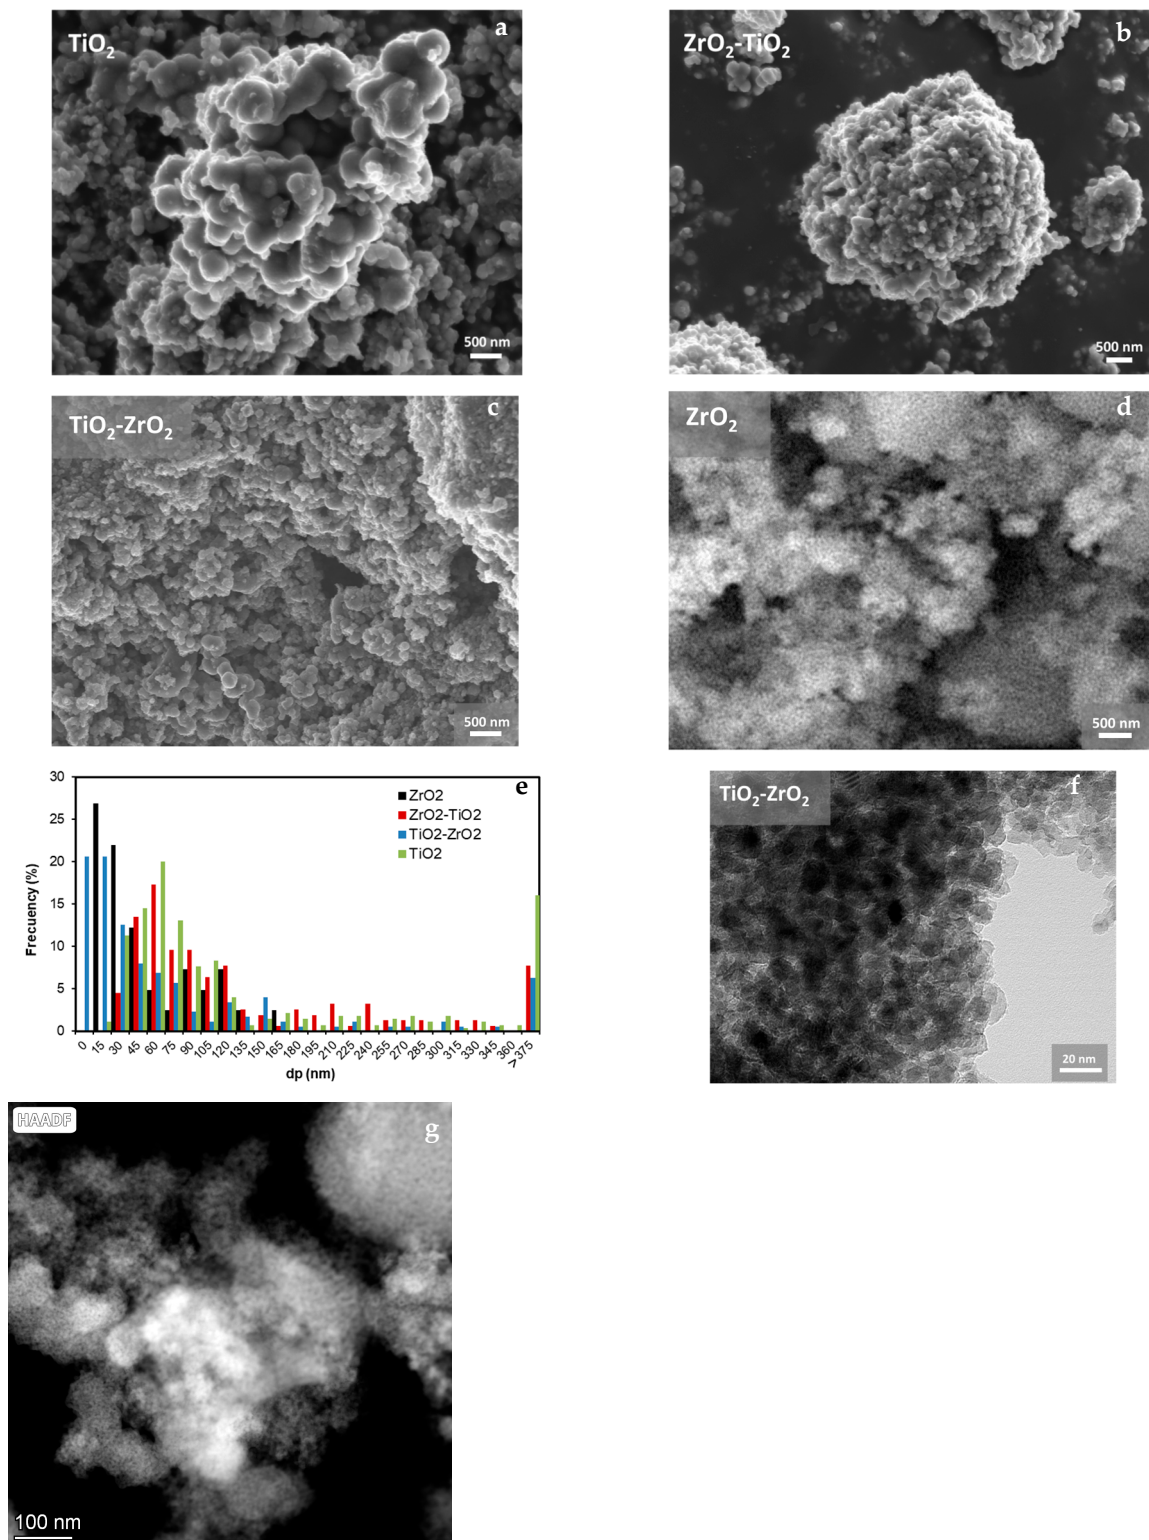 TiO2
a
500 nm
ZrO2-TiO2
b
500 nm
TiO2-ZrO2
c
500 nm
ZrO2
d
500 nm
e
30
25
20
15
10
5
0
Frecuency (%)
ZrO2
ZrO2-TiO2
TiO2-ZrO2
TiO2
0 15 30 45 60 75 90 105 120 135 150 165 180 195 210 225 240 255 270 285 300 315 330 345 360 > 375
dp (nm)
TiO2-ZrO2
f
20 nm
HAADF
g
100 nm